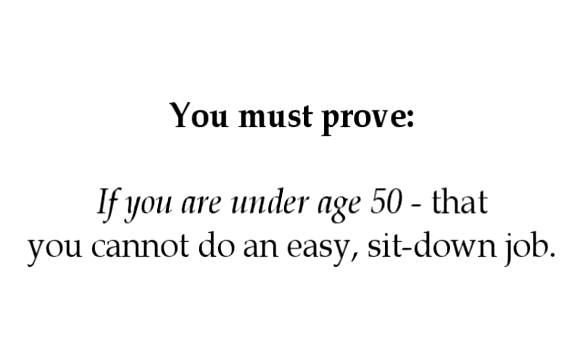 You must prove:
If you are under age 50 - that
you cannot do an easy, sit-down job.